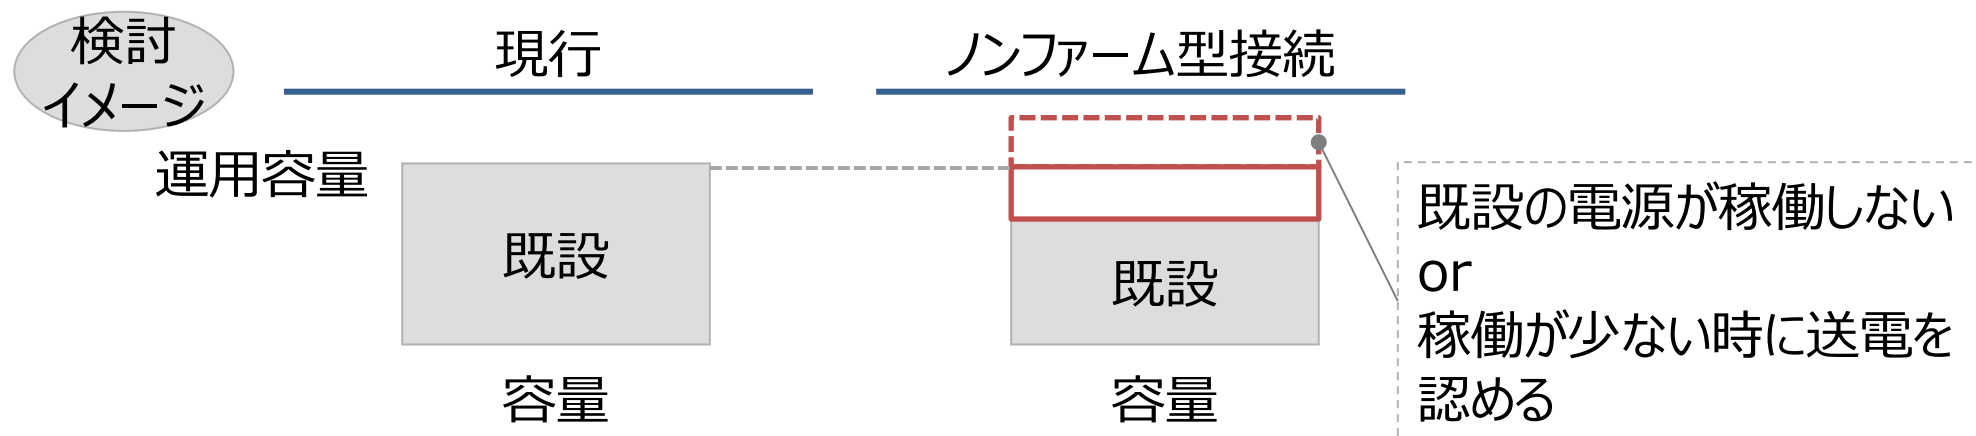 検討
イメージ
現行
ノンファーム型接続
運用容量
既設
既設
容量
容量
既設の電源が稼働しない
or
稼働が少ない時に送電を
認める